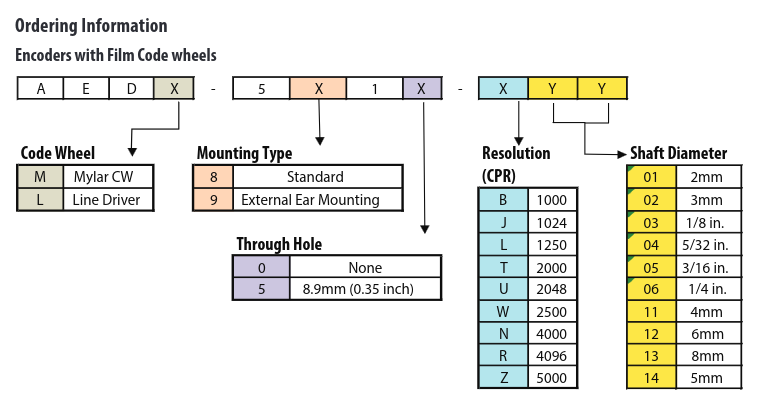 Ordering Information
Encoders with Film Code wheels
A E D X - 5 X 1 X - X Y Y
Code Wheel
M Mylar CW
L Line Driver
Mounting Type
8 Standard
9 External Ear Mounting
Through Hole
0 None
5 8.9mm (0.35 inch)
Resolution
(CPR)
B 1000
J 1024
L 1250
T 2000
U 2048
W 2500
N 4000
R 4096
Z 5000
Shaft Diameter
01 2mm
02 3mm
03 1/8 in.
04 5/32 in.
05 3/16 in.
06 1/4 in.
11 4mm
12 6mm
13 8mm
14 5mm